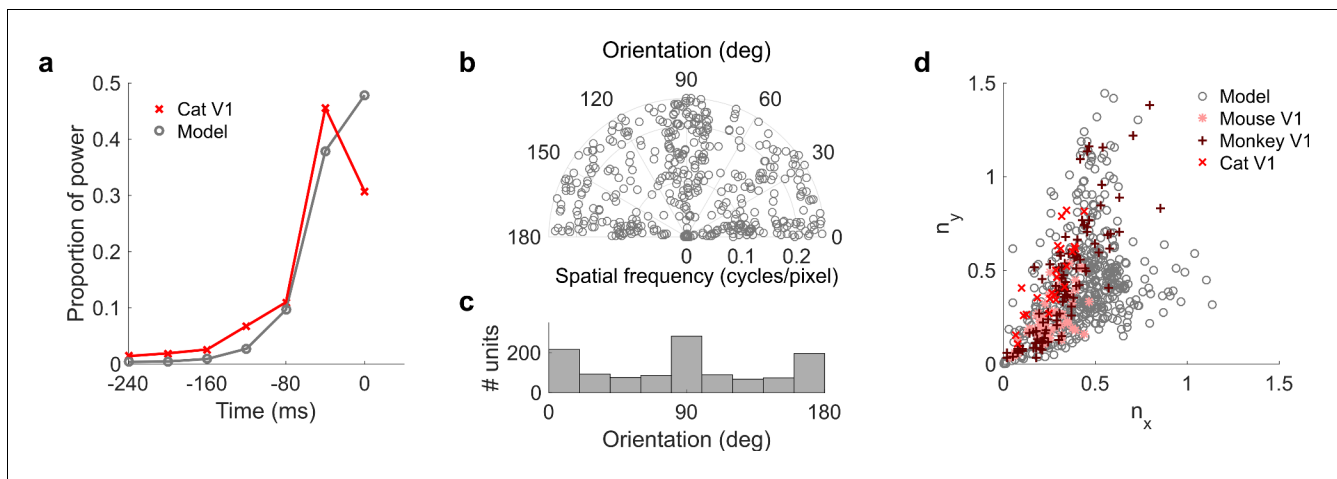 a
0.5
0.4
0.3
0.2
0.1
0
Proportion of power
Cat V1
Model
-240
-160
-80
0
Time (ms)
b
Orientation (deg)
90
120
60
150
30
180
0
0
0.1
0.2
Spatial frequency (cycles/pixel)
c
# units
200
0
0
90
180
Orientation (deg)
d
1.5
1
0.5
0
n_y
Model
Mouse V1
Monkey V1
Cat V1
0
0.5
1
1.5
n_x